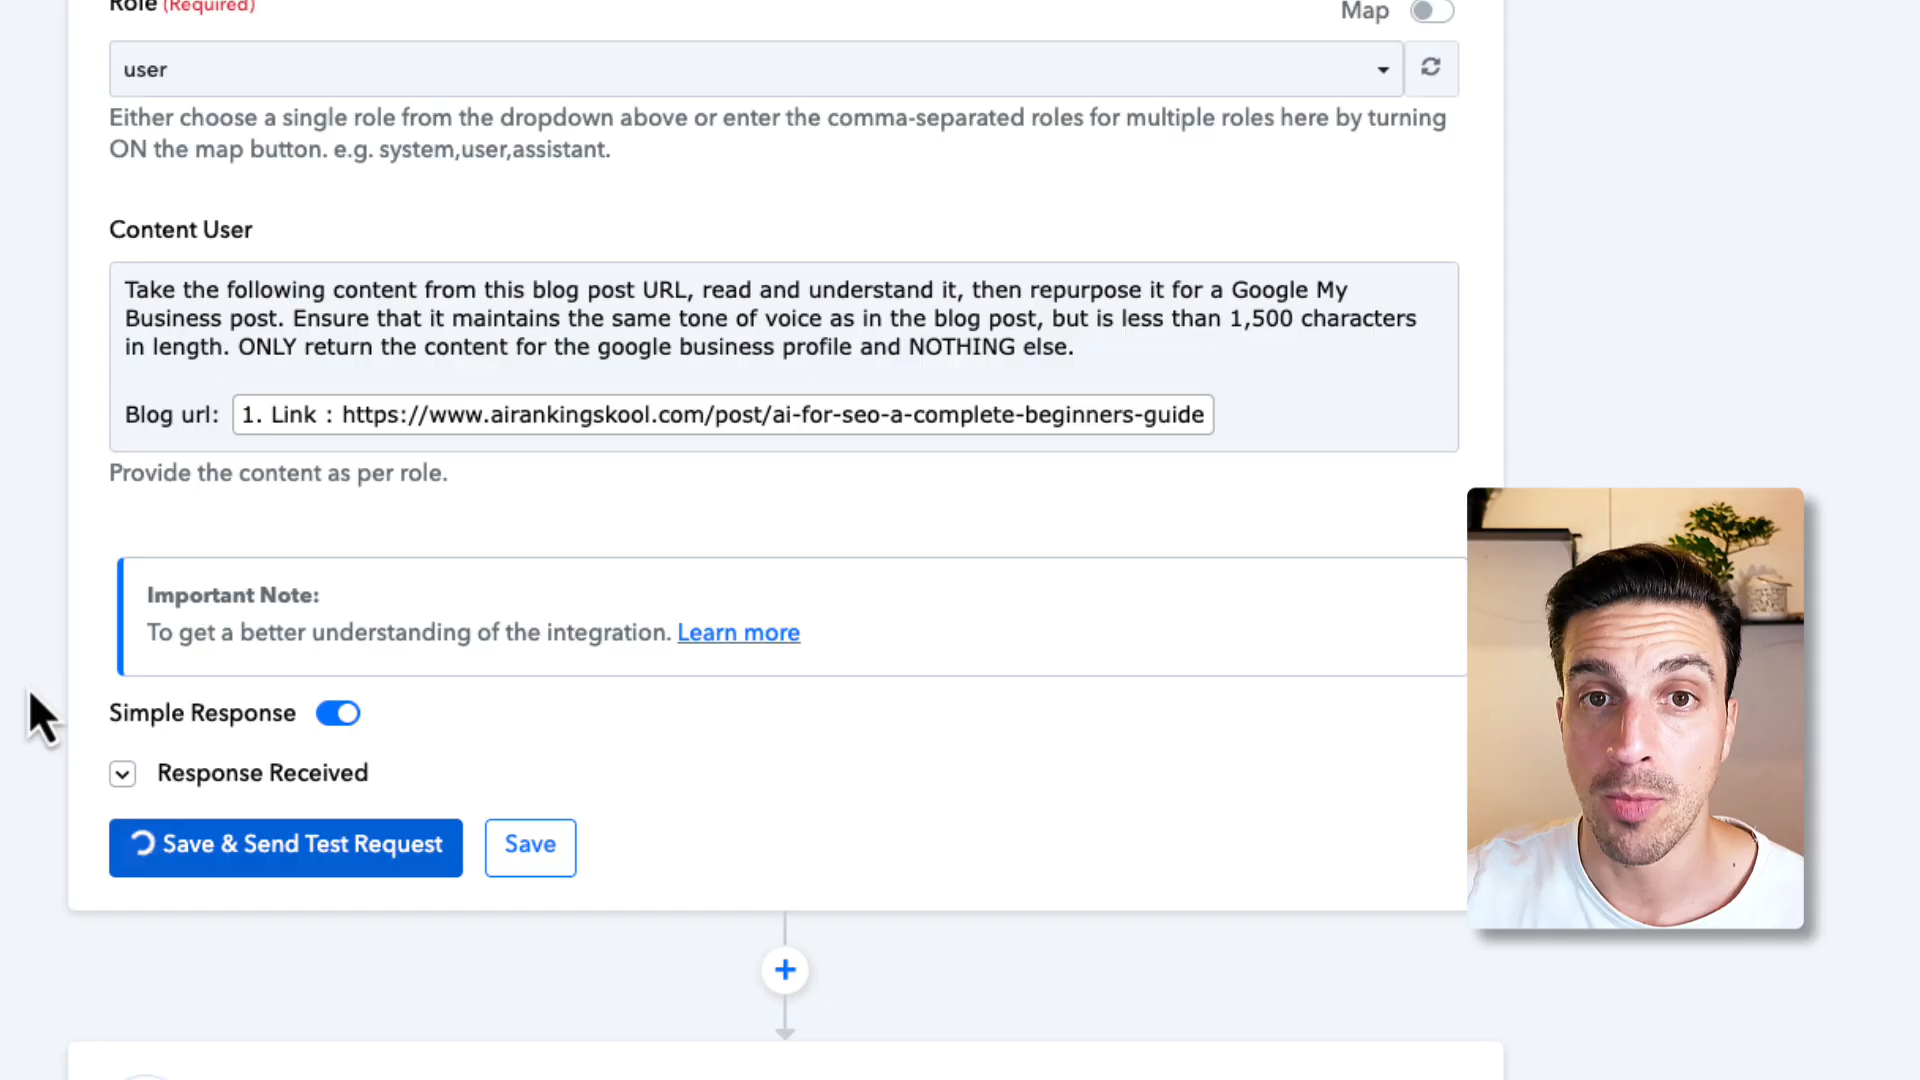 Role (Required)
Map
user
Either choose a single role from the dropdown above or enter the comma-separated roles for multiple roles here by turning
ON the map button. e.g. system,user,assistant.
Content User
Take the following content from this blog post URL, read and understand it, then repurpose it for a Google My
Business post. Ensure that it maintains the same tone of voice as in the blog post, but is less than 1,500 characters
in length. ONLY return the content for the google business profile and NOTHING else.
Blog url: 1. Link : https://www.airankingskool.com/post/ai-for-seo-a-complete-beginners-guide
Provide the content as per role.
Important Note:
To get a better understanding of the integration. Learn more
Simple Response
Response Received
Save & Send Test Request
Save